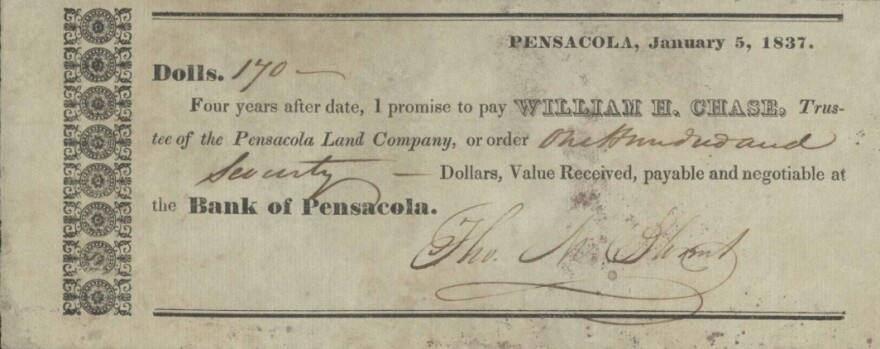 PENSACOLA, January 5, 1837.
Dolls. 170 —
Four years after date, I promise to pay WILLIAM H. CHASE, Trus-
tee of the Pensacola Land Company, or order One Hundred and
Seventy — Dollars, Value Received, payable and negotiable at
the Bank of Pensacola.
Tho. M.